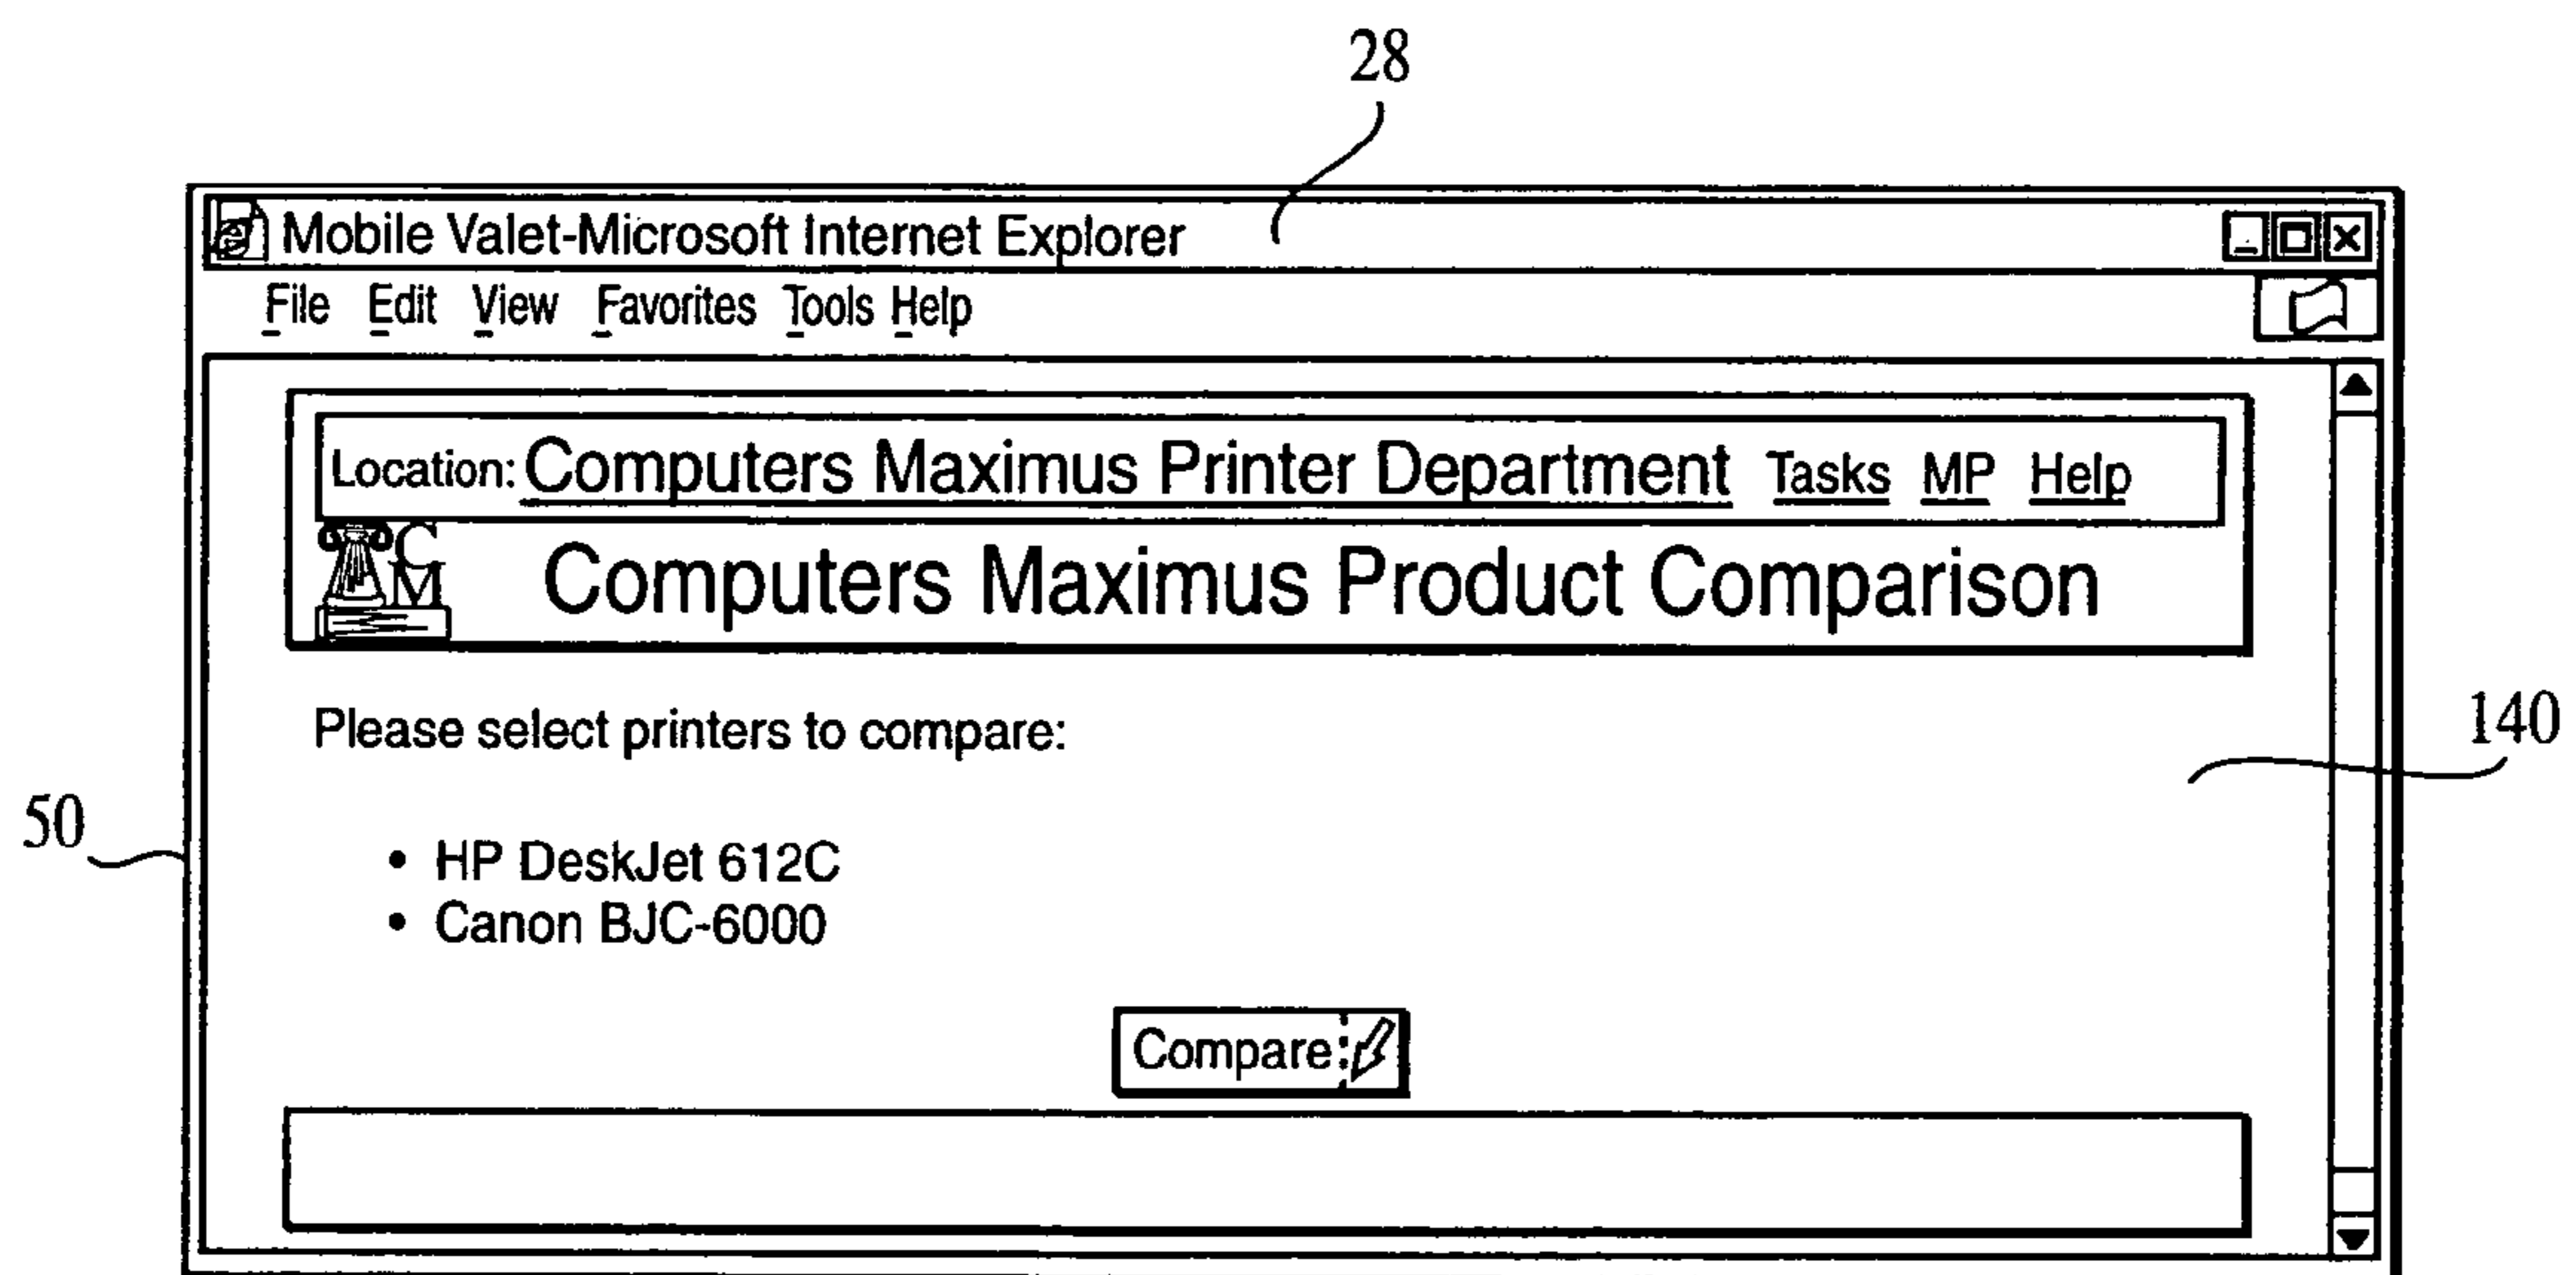 28
Mobile Valet-Microsoft Internet Explorer
File Edit View Favorites Tools Help
Location: Computers Maximus Printer Department Tasks MP Help
C
M
Computers Maximus Product Comparison
Please select printers to compare:
140
50
• HP DeskJet 612C
• Canon BJC-6000
Compare